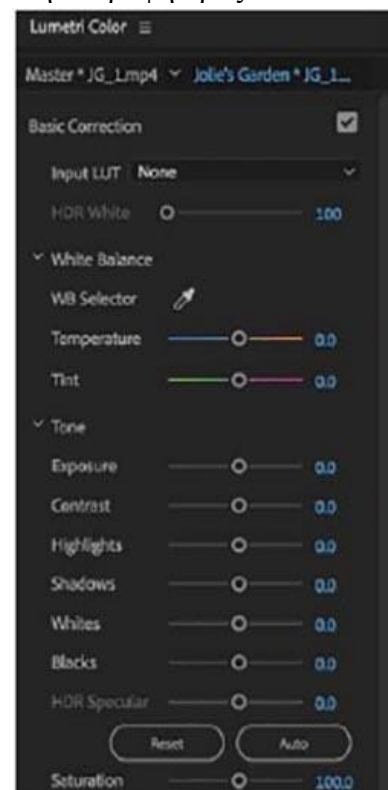 Lumetri Color
Master * JG_1.mp4 Jolie's Garden * JG_1...
Basic Correction
Input LUT None
HDR White 100
White Balance
WB Selector
Temperature 0.0
Tint 0.0
Tone
Exposure 0.0
Contrast 0.0
Highlights 0.0
Shadows 0.0
Whites 0.0
Blacks 0.0
HDR Specular 0.0
Reset Auto
Saturation 100.0